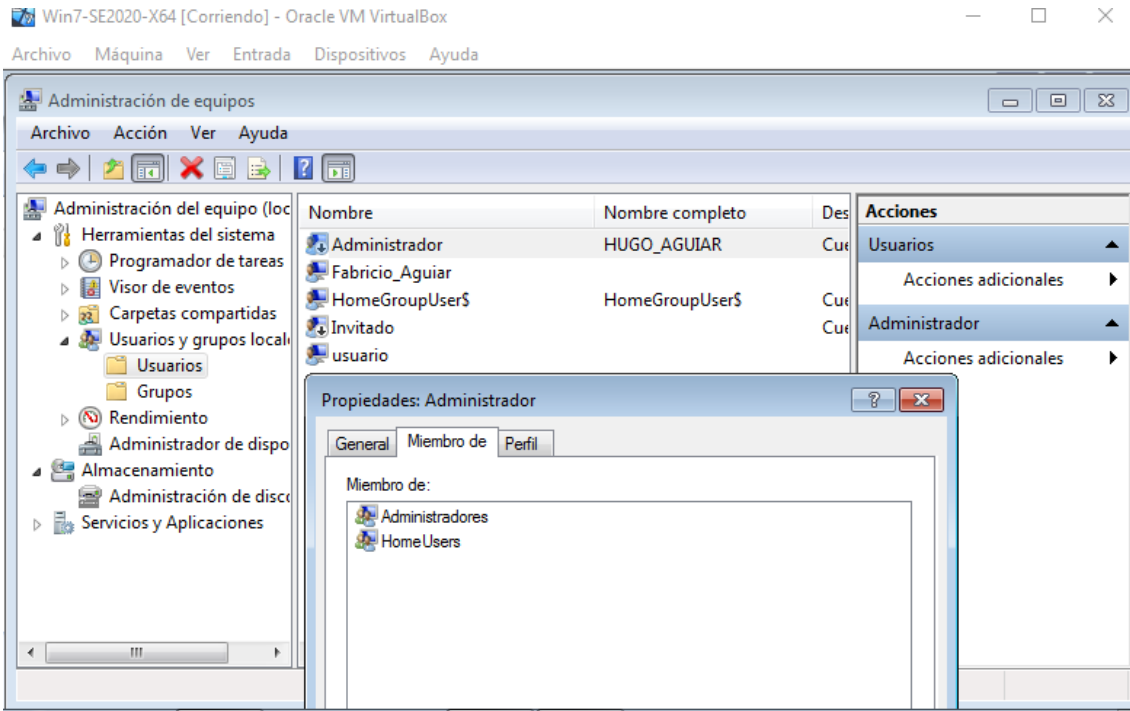 Win7-SE2020-X64 [Corriendo] - Oracle VM VirtualBox
Archivo Máquina Ver Entrada Dispositivos Ayuda
Administración de equipos
Archivo Acción Ver Ayuda
Administración del equipo (loc
Herramientas del sistema
Programador de tareas
Visor de eventos
Carpetas compartidas
Usuarios y grupos local
Usuarios
Grupos
Rendimiento
Administrador de dispo
Almacenamiento
Administración de disco
Servicios y Aplicaciones
Nombre Nombre completo Des
Administrador HUGO_AGUIAR Cue
Fabricio_Aguiar
HomeGroupUser$ HomeGroupUser$ Cue
Invitado Cue
usuario
Acciones
Usuarios
Acciones adicionales
Administrador
Acciones adicionales
Propiedades: Administrador
General Miembro de Perfil
Miembro de:
Administradores
HomeUsers